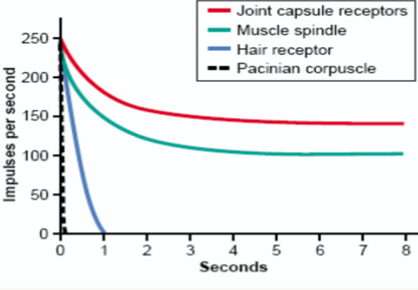 Joint capsule receptors
Muscle spindle
Hair receptor
Pacinian corpuscle
Impulses per second
250
200
150
100
50
0
0 1 2 3 4 5 6 7 8
Seconds